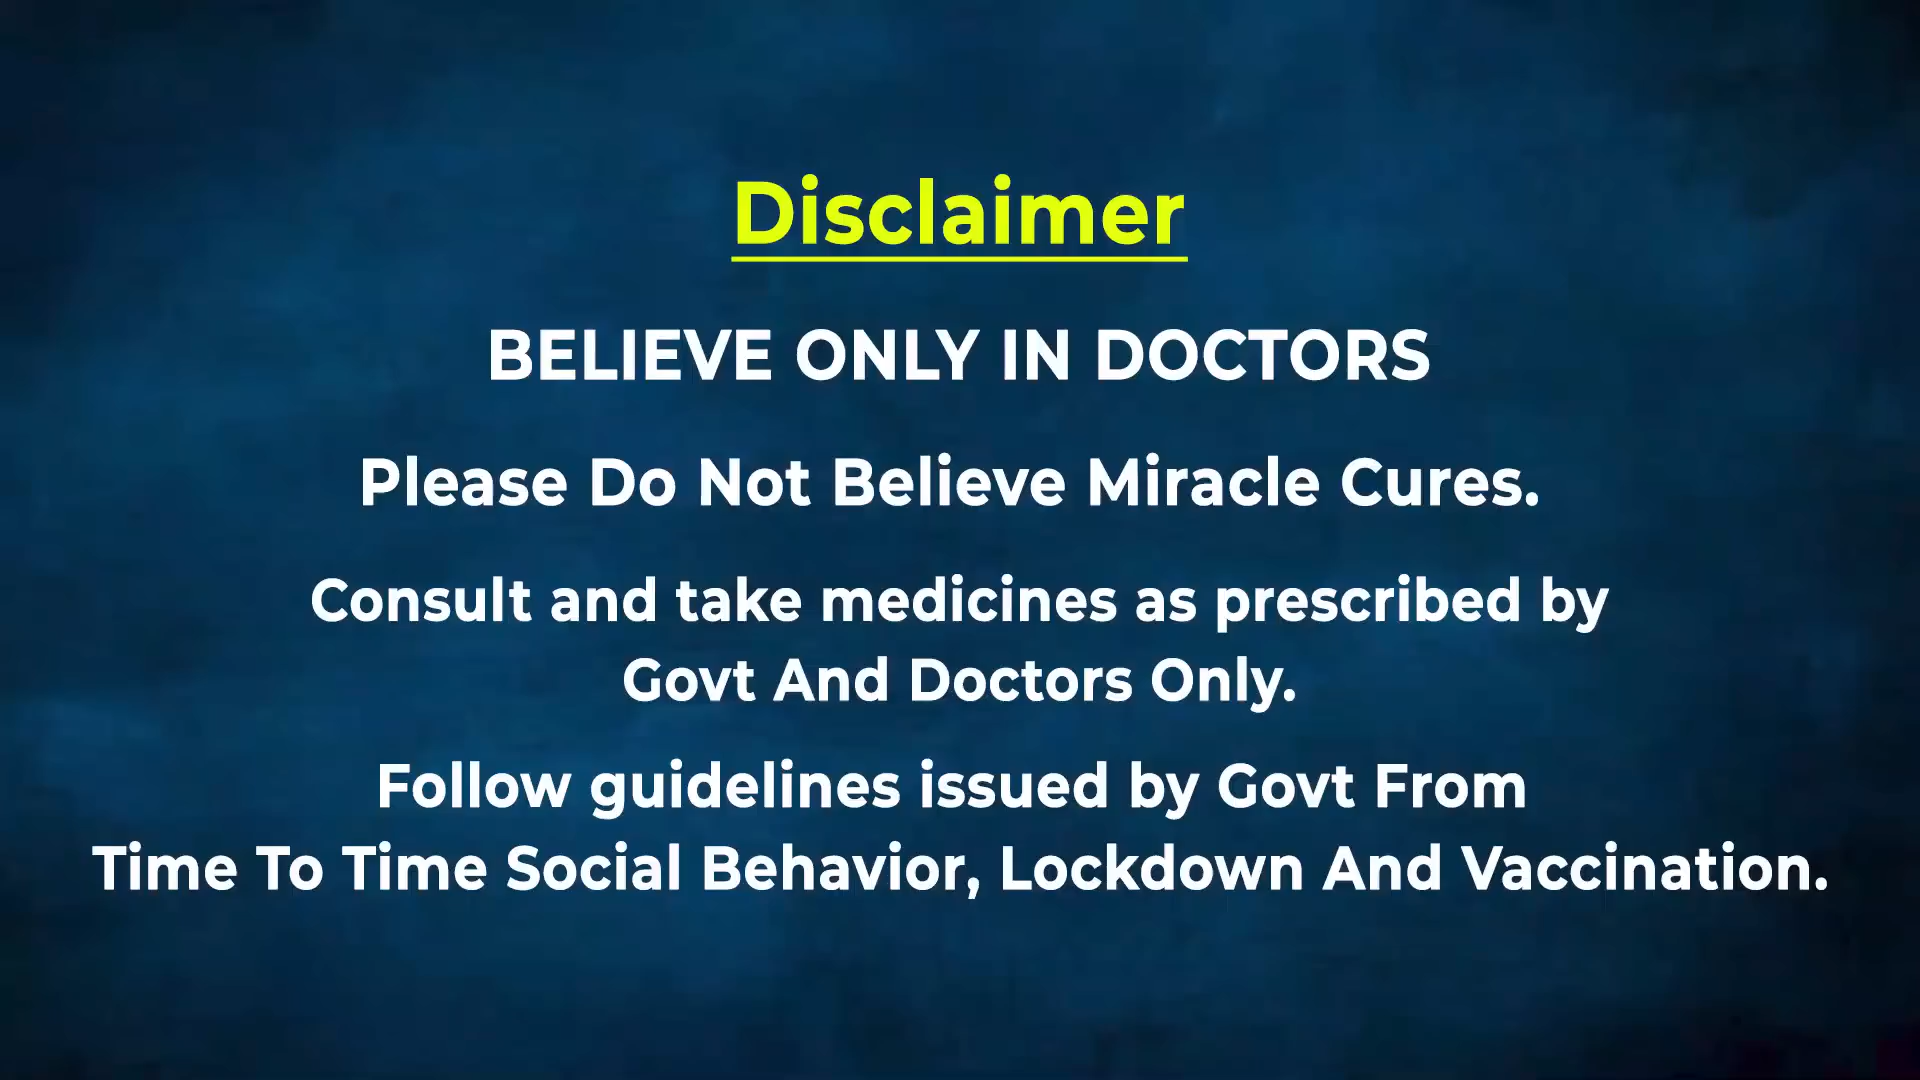 Disclaimer
BELIEVE ONLY IN DOCTORS
Please Do Not Believe Miracle Cures.
Consult and take medicines as prescribed by
Govt And Doctors Only.
Follow guidelines issued by Govt From
Time To Time Social Behavior, Lockdown And Vaccination.